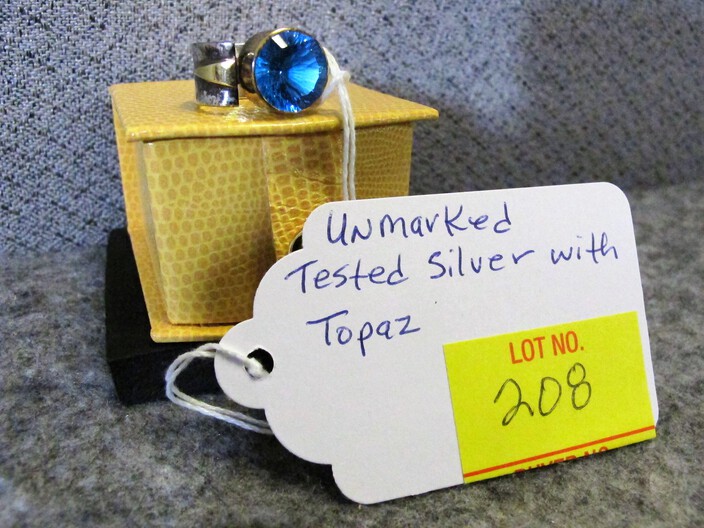 Unmarked
Tested Silver with
Topaz
LOT NO.
208